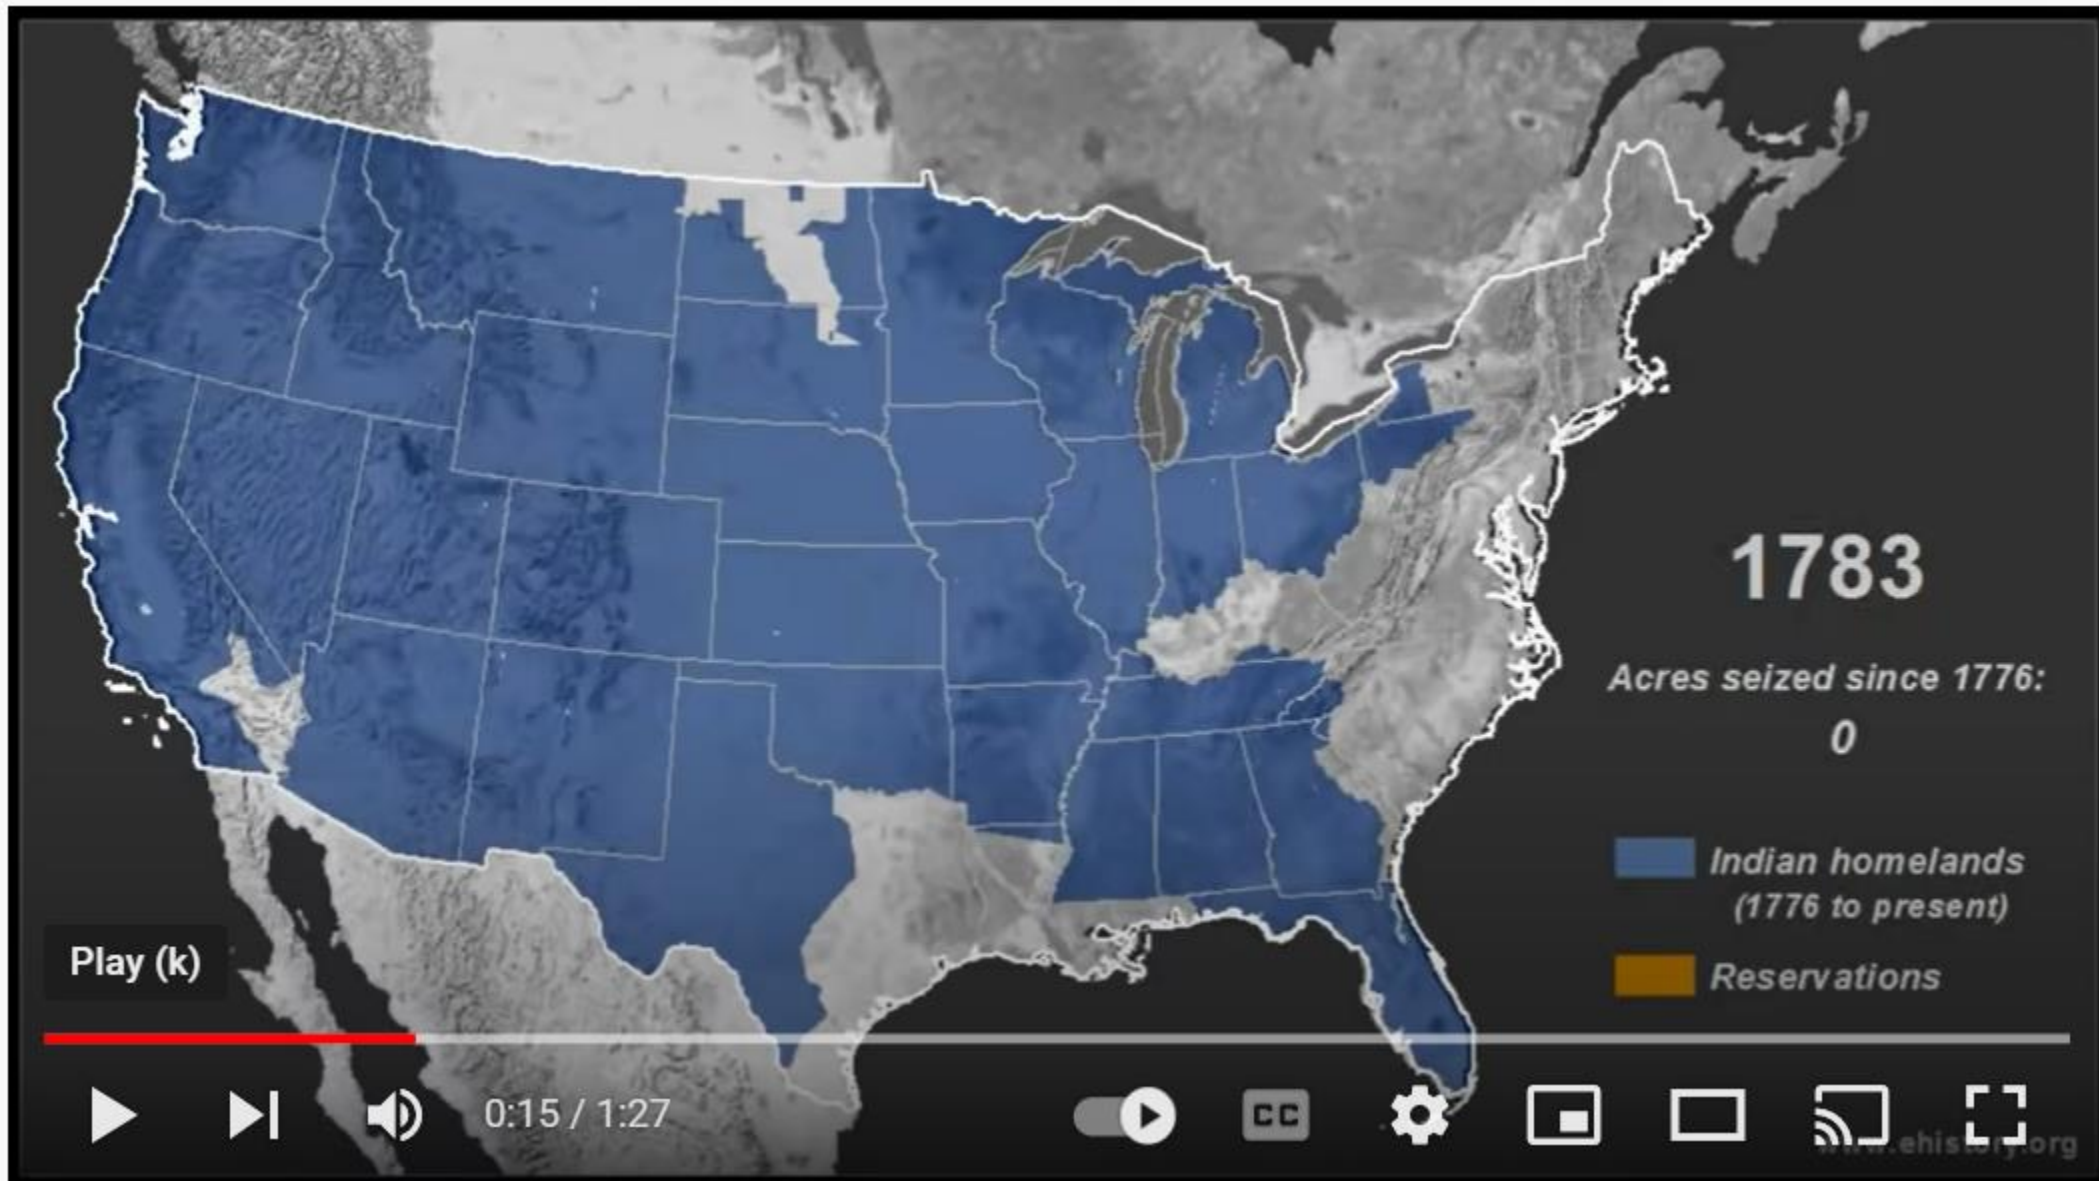 1783
Acres seized since 1776:
0
Indian homelands
(1776 to present)
Reservations
Play (k)
0:15 / 1:27
CC
www.ehistory.org